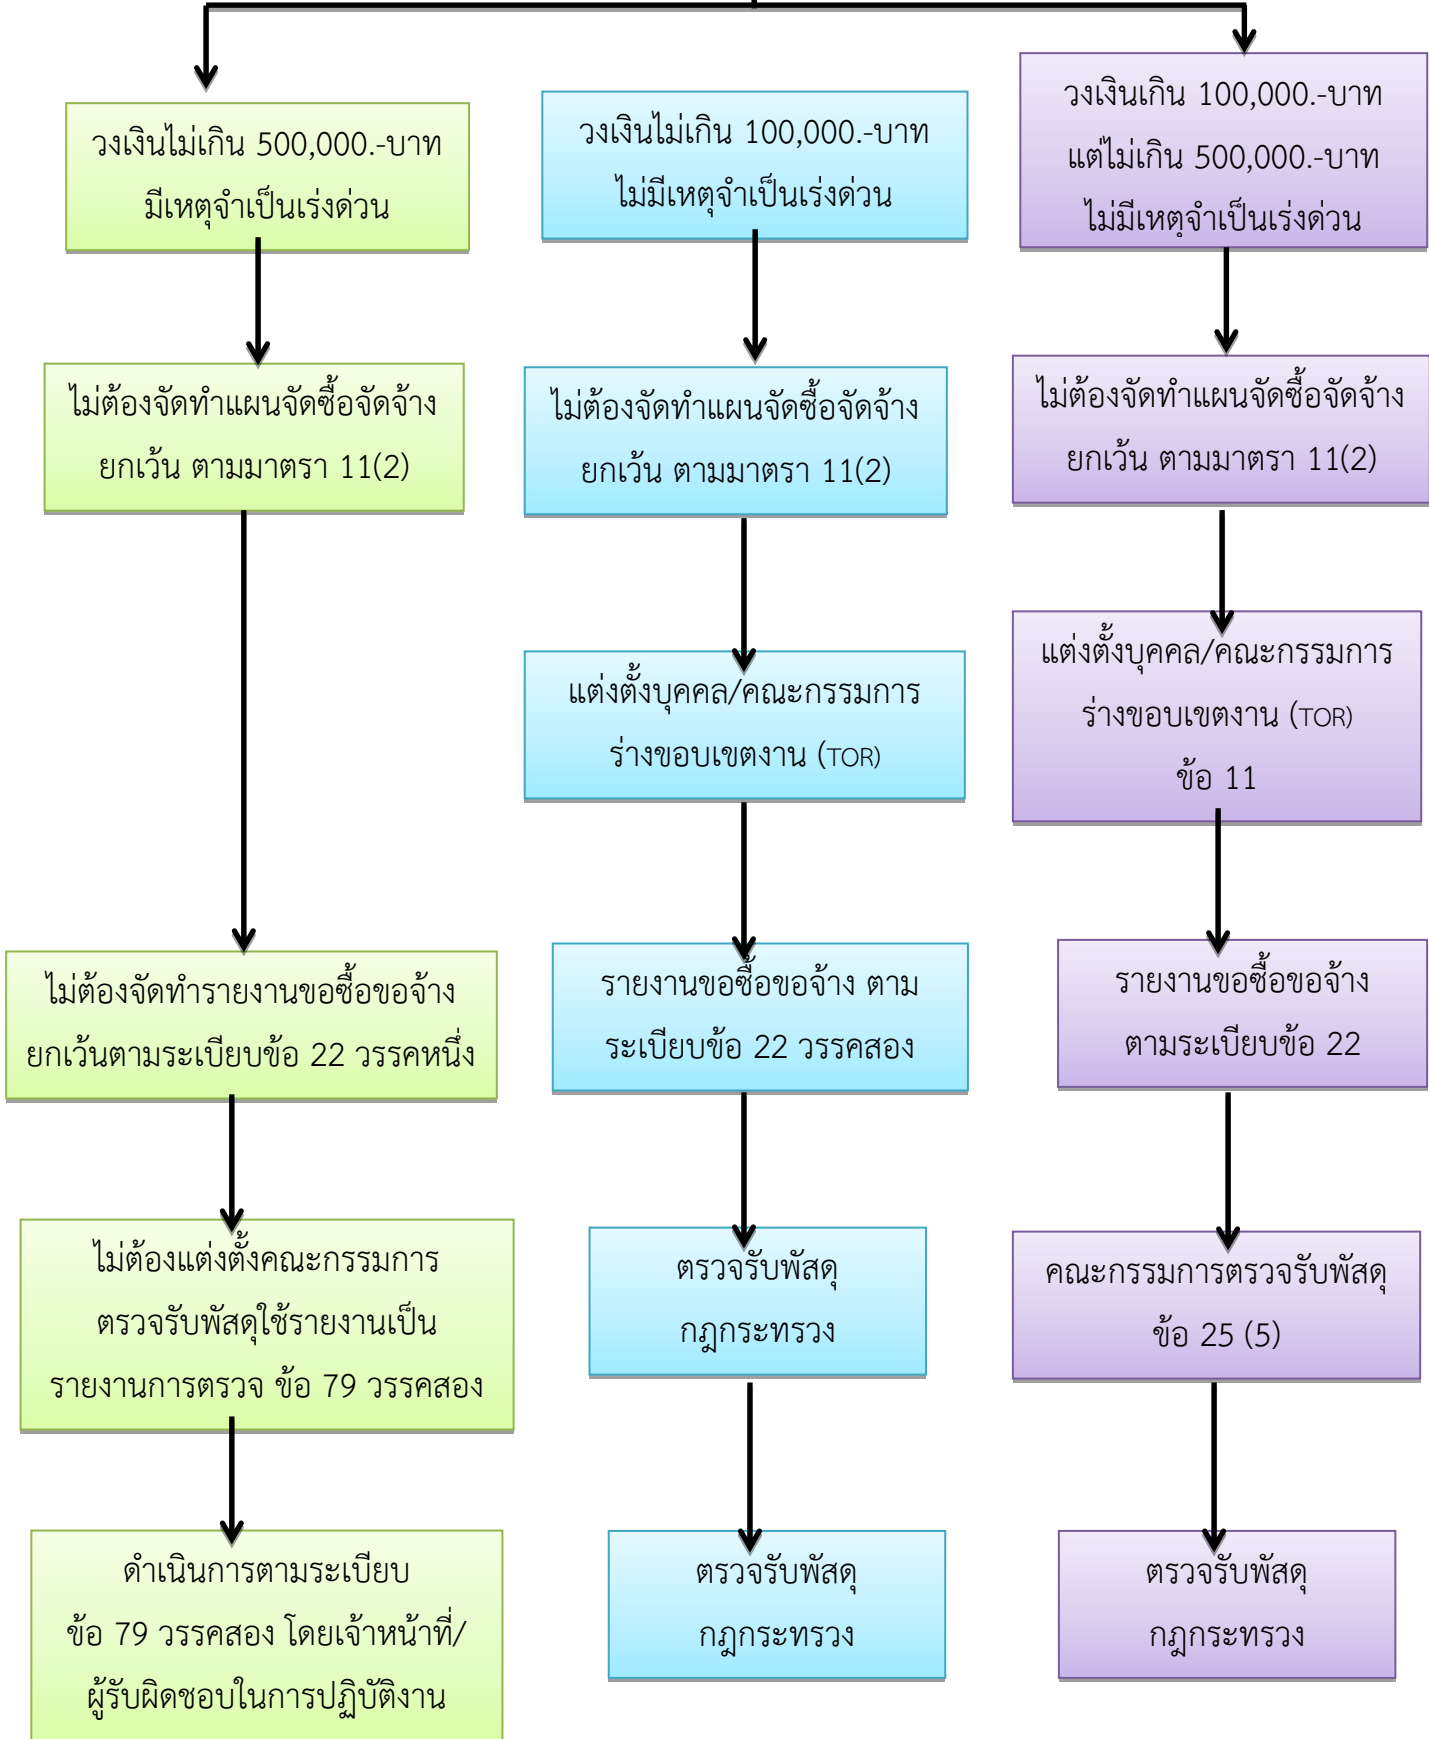 วงเงินไม่เกิน 500,000.-บาท
มีเหตุจำเป็นเร่งด่วน
ไม่ต้องจัดทำแผนจัดซื้อจัดจ้าง
ยกเว้น ตามมาตรา 11(2)
ไม่ต้องจัดทำรายงานขอซื้อขอจ้าง
ยกเว้นตามระเบียบข้อ 22 วรรคหนึ่ง
ไม่ต้องแต่งตั้งคณะกรรมการ
ตรวจรับพัสดุใช้รายงานเป็น
รายงานการตรวจ ข้อ 79 วรรคสอง
ดำเนินการตามระเบียบ
ข้อ 79 วรรคสอง โดยเจ้าหน้าที่/
ผู้รับผิดชอบในการปฏิบัติงาน
วงเงินไม่เกิน 100,000.-บาท
ไม่มีเหตุจำเป็นเร่งด่วน
ไม่ต้องจัดทำแผนจัดซื้อจัดจ้าง
ยกเว้น ตามมาตรา 11(2)
แต่งตั้งบุคคล/คณะกรรมการ
ร่างขอบเขตงาน (TOR)
รายงานขอซื้อขอจ้าง ตาม
ระเบียบข้อ 22 วรรคสอง
ตรวจรับพัสดุ
กฎกระทรวง
ตรวจรับพัสดุ
กฎกระทรวง
วงเงินเกิน 100,000.-บาท
แต่ไม่เกิน 500,000.-บาท
ไม่มีเหตุจำเป็นเร่งด่วน
ไม่ต้องจัดทำแผนจัดซื้อจัดจ้าง
ยกเว้น ตามมาตรา 11(2)
แต่งตั้งบุคคล/คณะกรรมการ
ร่างขอบเขตงาน (TOR)
ข้อ 11
รายงานขอซื้อขอจ้าง
ตามระเบียบข้อ 22
คณะกรรมการตรวจรับพัสดุ
ข้อ 25 (5)
ตรวจรับพัสดุ
กฎกระทรวง